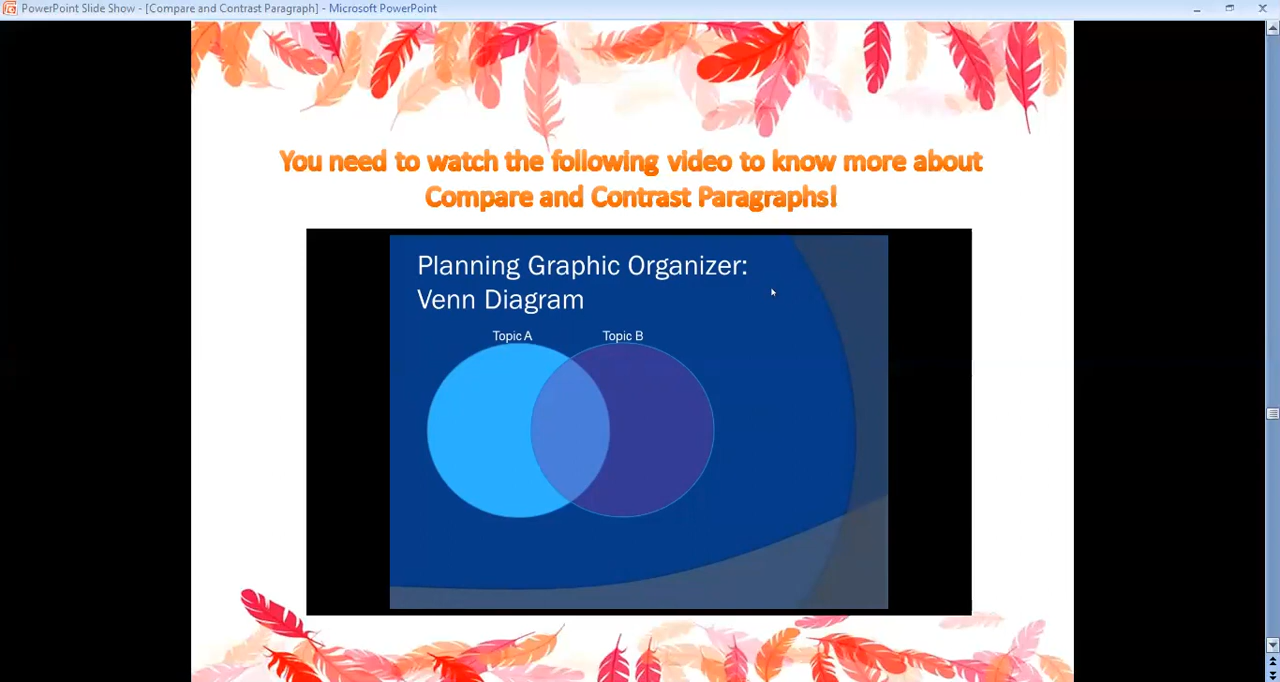 PowerPoint Slide Show - [Compare and Contrast Paragraph] - Microsoft PowerPoint
You need to watch the following video to know more about
Compare and Contrast Paragraphs!
Planning Graphic Organizer:
Venn Diagram
Topic A
Topic B